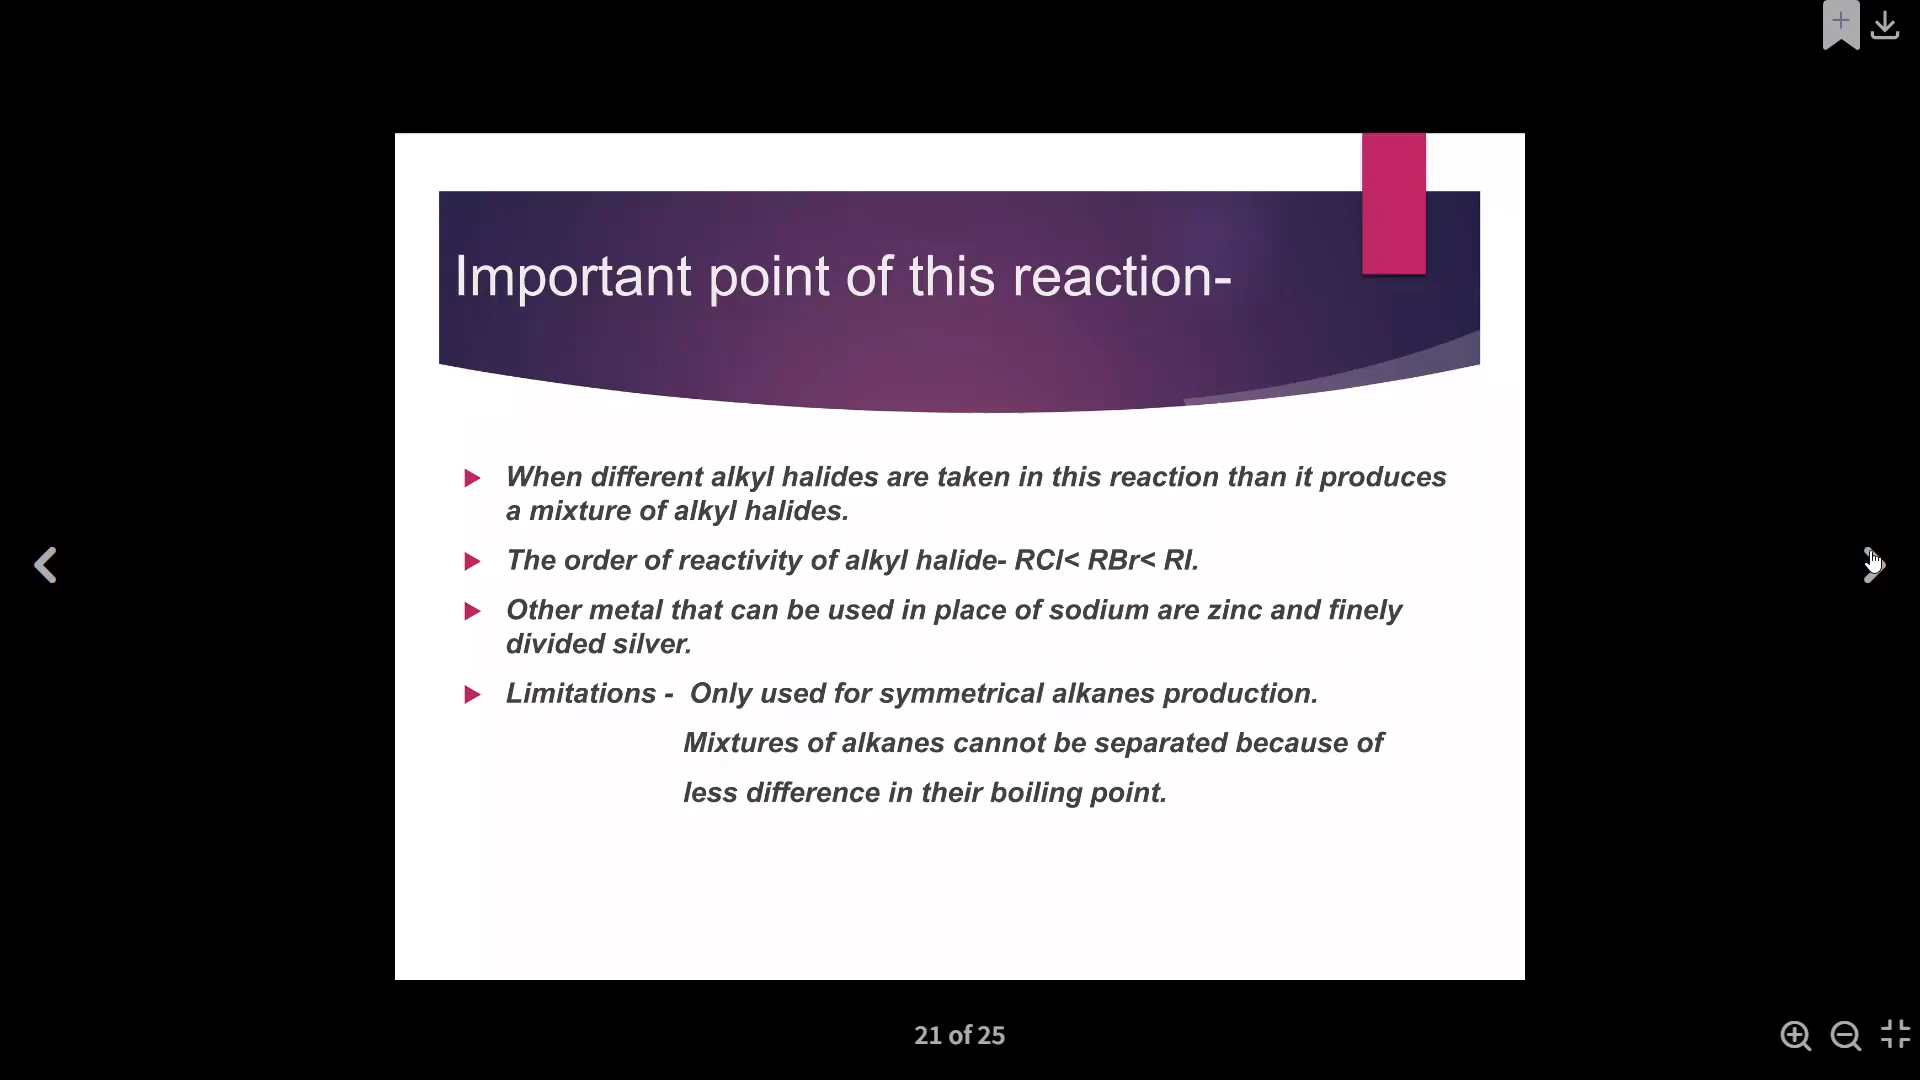 Important point of this reaction-
When different alkyl halides are taken in this reaction than it produces
a mixture of alkyl halides.
The order of reactivity of alkyl halide- RCl< RBr< RI.
Other metal that can be used in place of sodium are zinc and finely
divided silver.
Limitations - Only used for symmetrical alkanes production.
Mixtures of alkanes cannot be separated because of
less difference in their boiling point.
21 of 25